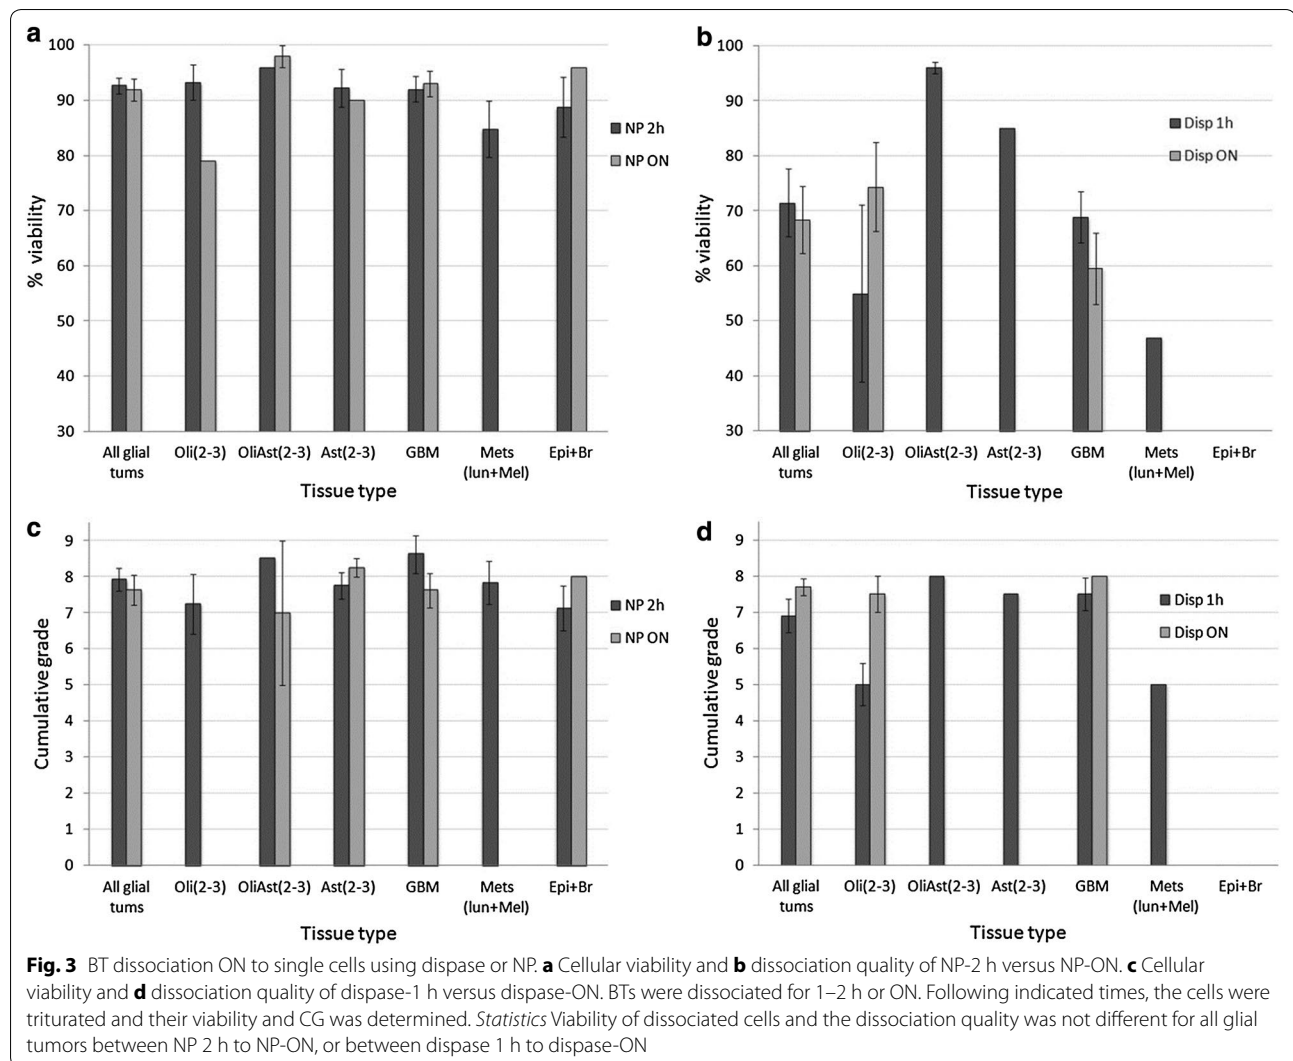 a
100
90
80
70
60
50
40
30
% viability
NP 2h
NP ON
All glial tums
Oli(2-3)
OliAst(2-3)
Ast(2-3)
GBM
Mets (lun+Mel)
Epi+Br
Tissue type
b
100
90
80
70
60
50
40
30
% viability
Disp 1h
Disp ON
All glial tums
Oli(2-3)
OliAst(2-3)
Ast(2-3)
GBM
Mets (lun+Mel)
Epi+Br
Tissue type
c
9
8
7
6
5
4
3
2
1
0
Cumulative grade
NP 2h
NP ON
All glial tums
Oli(2-3)
OliAst(2-3)
Ast(2-3)
GBM
Mets (lun+Mel)
Epi+Br
Tissue type
d
9
8
7
6
5
4
3
2
1
0
Cumulative grade
Disp 1h
Disp ON
All glial tums
Oli(2-3)
OliAst(2-3)
Ast(2-3)
GBM
Mets (lun+Mel)
Epi+Br
Tissue type
Fig. 3 BT dissociation ON to single cells using dispase or NP. a Cellular viability and b dissociation quality of NP-2 h versus NP-ON. c Cellular
viability and d dissociation quality of dispase-1 h versus dispase-ON. BTs were dissociated for 1–2 h or ON. Following indicated times, the cells were
triturated and their viability and CG was determined. Statistics Viability of dissociated cells and the dissociation quality was not different for all glial
tumors between NP 2 h to NP-ON, or between dispase 1 h to dispase-ON